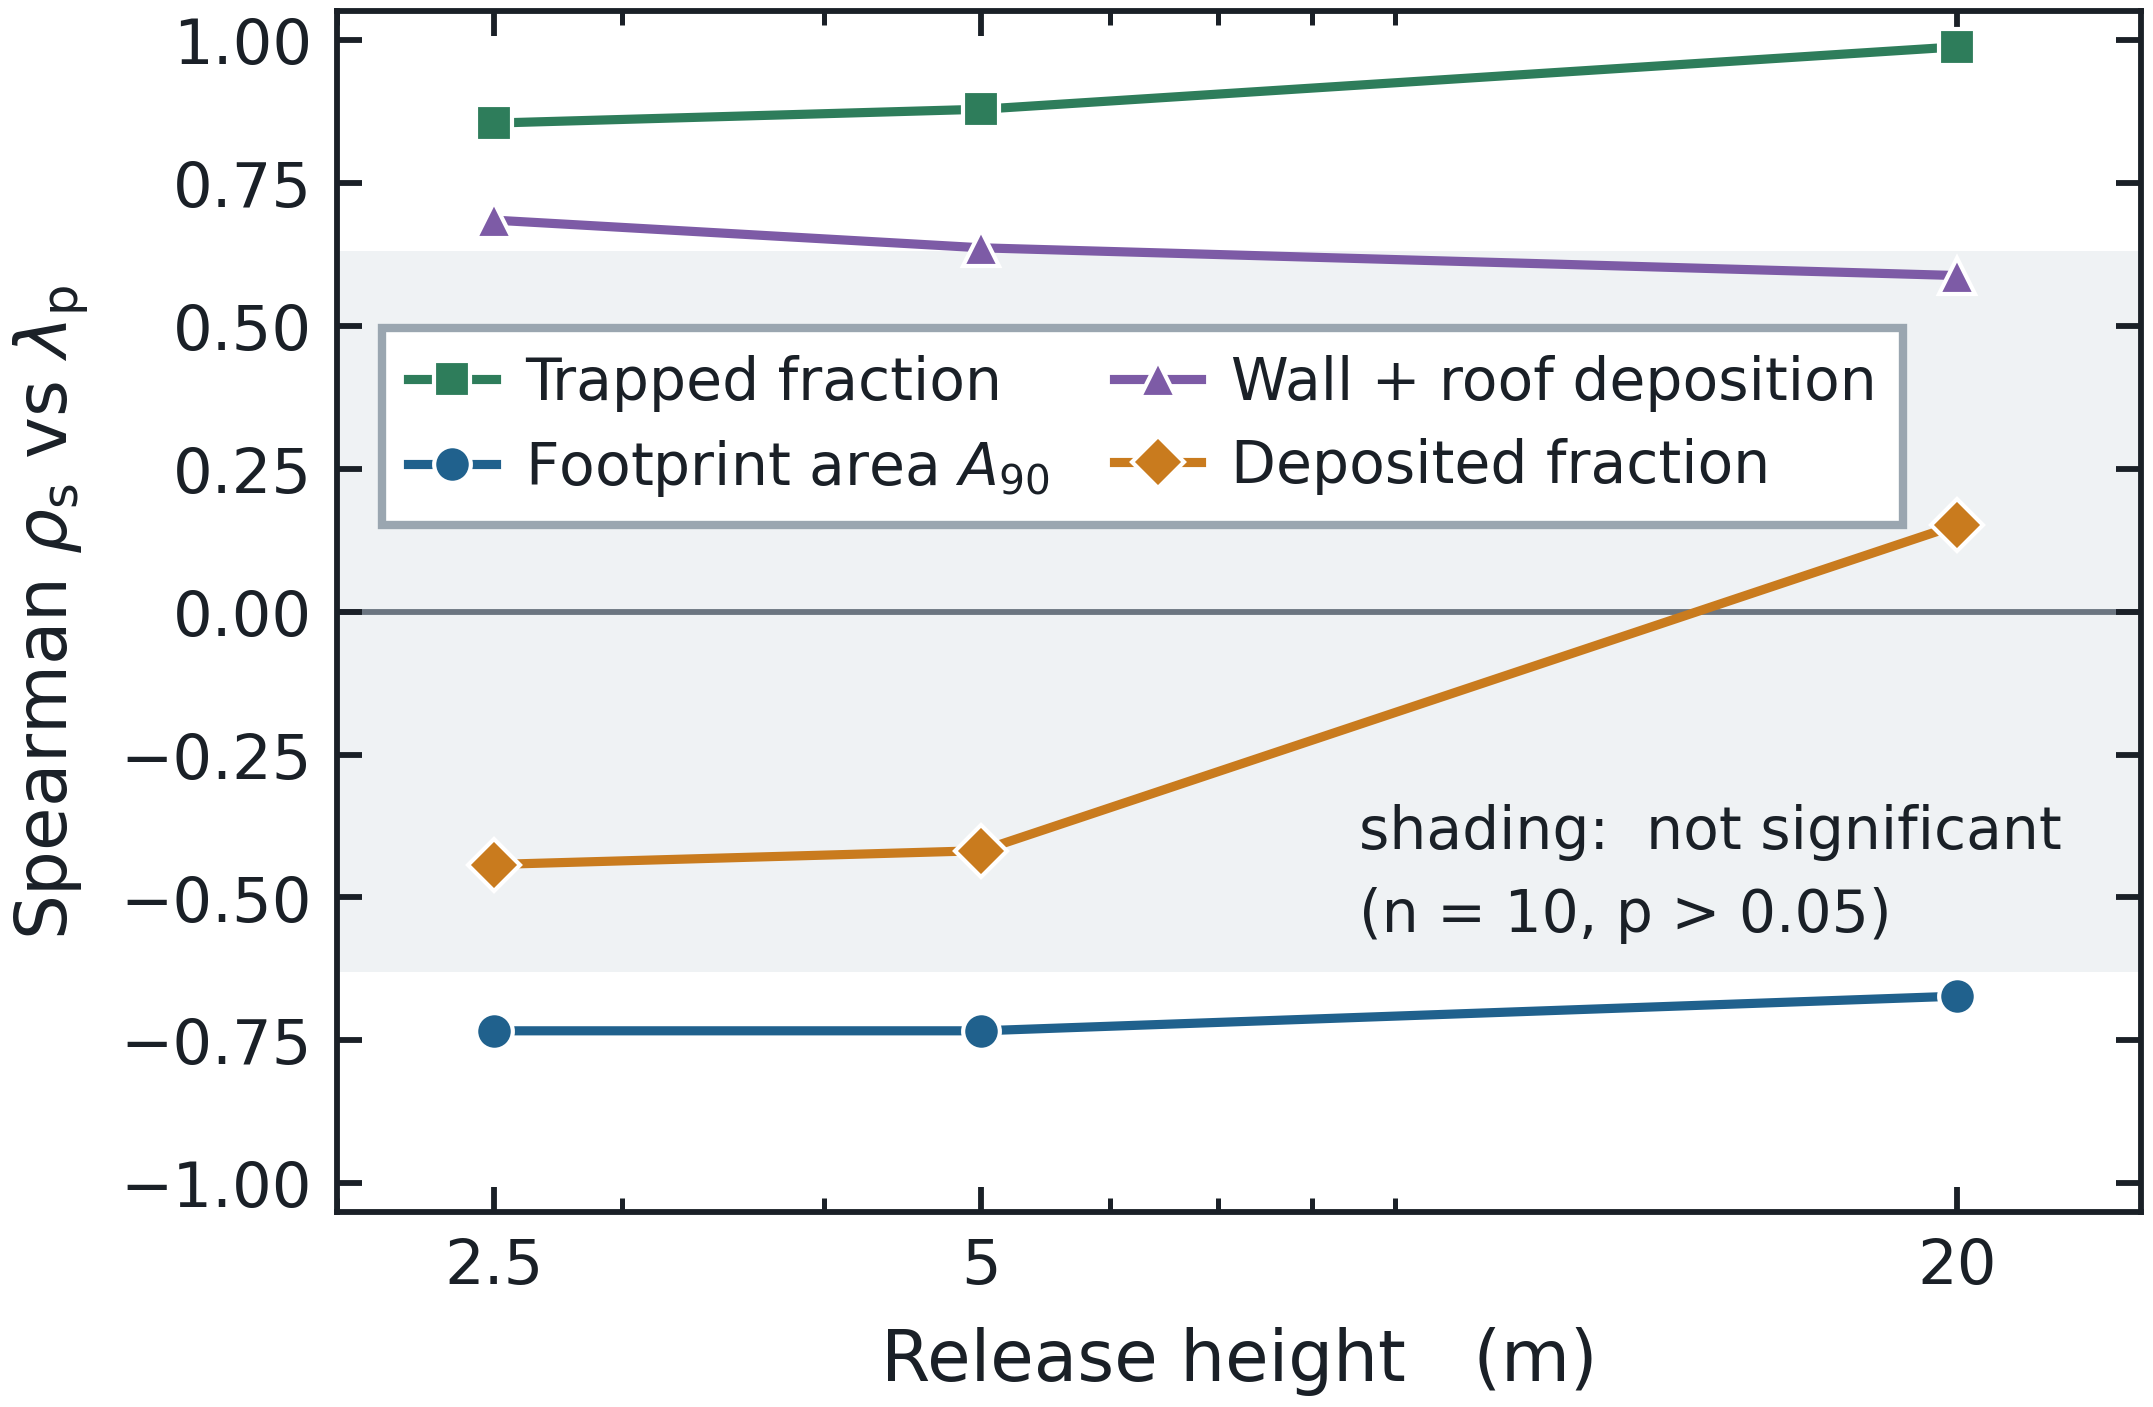 Spearman ρs vs λp
1.00
0.75
0.50
0.25
0.00
−0.25
−0.50
−0.75
−1.00
Trapped fraction
Footprint area A90
Wall + roof deposition
Deposited fraction
shading: not significant
(n = 10, p > 0.05)
2.5 5 20
Release height (m)